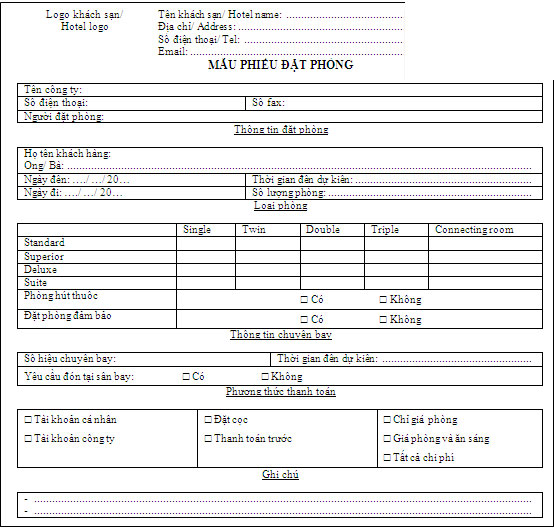 Logo khách sạn/ Tên khách sạn/ Hotel name: ......................................
Hotel logo Địa chỉ/ Address: ......................................
Số điện thoại/ Tel: ......................................
Email: ......................................
MẪU PHIẾU ĐẶT PHÒNG
Tên công ty:
Số điện thoại: Số fax:
Người đặt phòng:
Thông tin đặt phòng
Họ tên khách hàng:
Ông/ Bà: ......................................
Ngày đến: …./ …/ 20… Thời gian đến dự kiến: ......................................
Ngày đi: …./ …/ 20… Số lượng phòng: ......................................
Loại phòng
Single Twin Double Triple Connecting room
Standard
Superior
Deluxe
Suite
Phòng hút thuốc □ Có □ Không
Đặt phòng đảm bảo □ Có □ Không
Thông tin chuyến bay
Số hiệu chuyến bay: Thời gian đến dự kiến: ......................................
Yêu cầu đón tại sân bay: □ Có □ Không
Phương thức thanh toán
□ Tài khoản cá nhân □ Đặt cọc □ Chỉ giá phòng
□ Tài khoản công ty □ Thanh toán trước □ Giá phòng và ăn sáng
□ Tất cả chi phí
Ghi chú
- ......................................
- ......................................